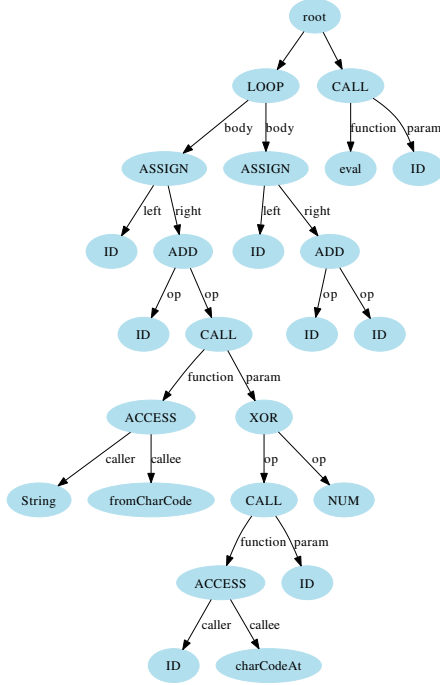 root
LOOP CALL
body body function param
ASSIGN ASSIGN eval ID
left right left right
ID ADD ID ADD
op op op op
ID CALL ID ID
function param
ACCESS XOR
caller callee op op
String fromCharCode CALL NUM
function param
ACCESS ID
caller callee
ID charCodeAt